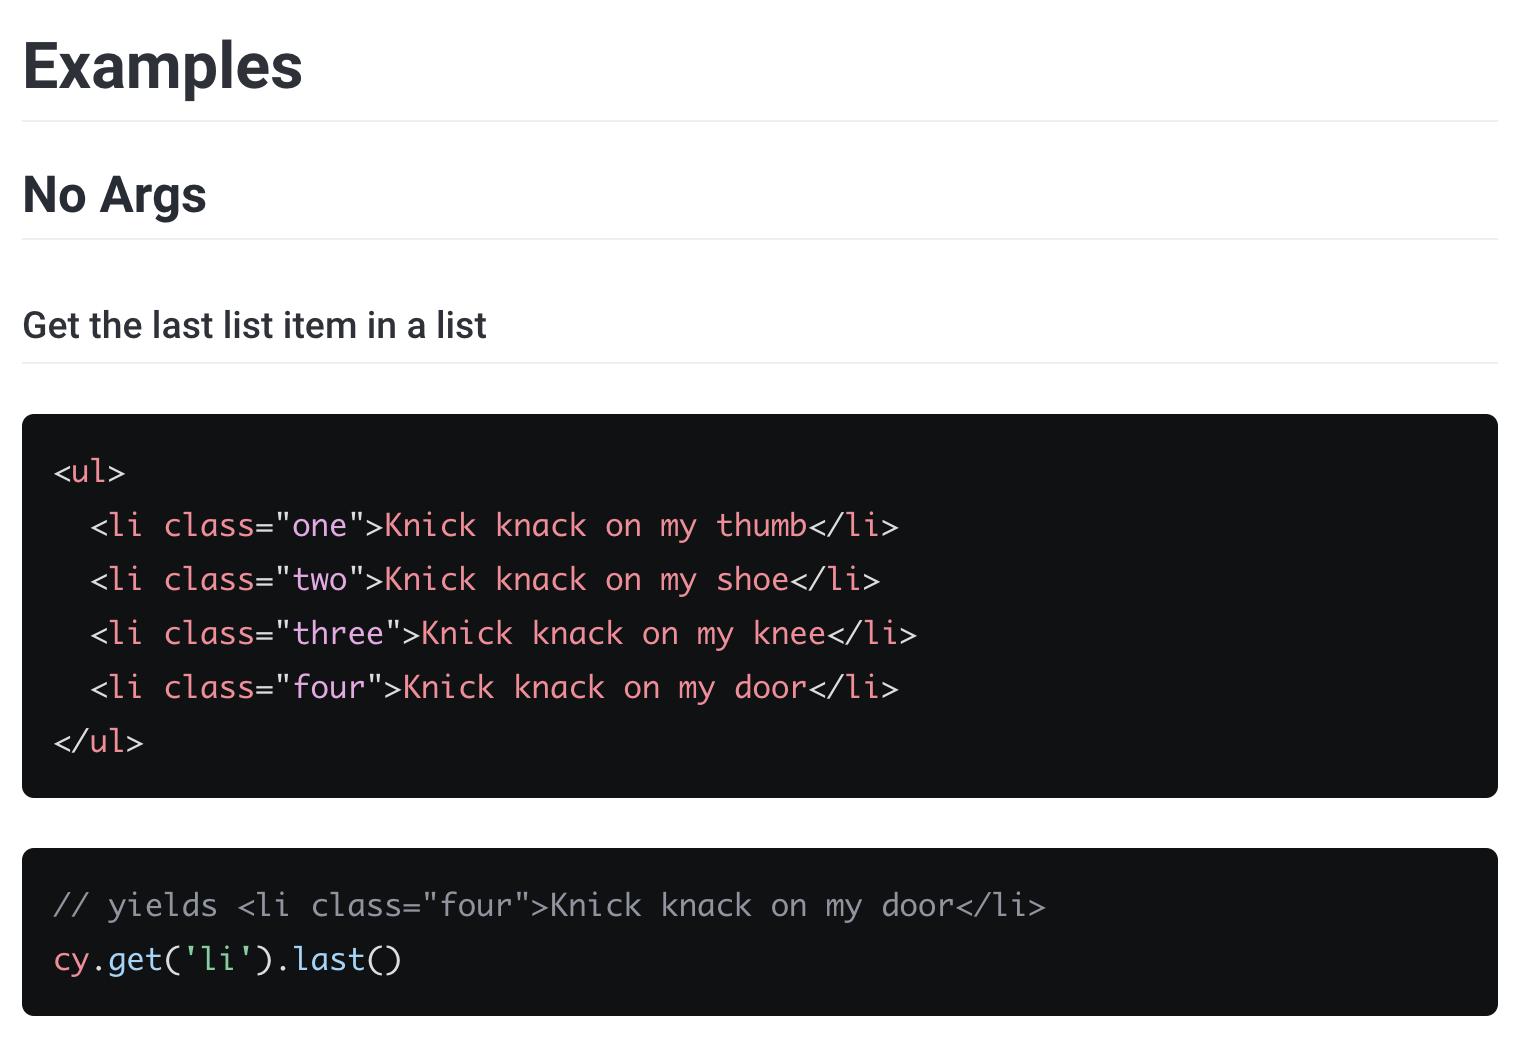 Examples
No Args
Get the last list item in a list
<ul>
  <li class="one">Knick knack on my thumb</li>
  <li class="two">Knick knack on my shoe</li>
  <li class="three">Knick knack on my knee</li>
  <li class="four">Knick knack on my door</li>
</ul>
// yields <li class="four">Knick knack on my door</li>
cy.get('li').last()